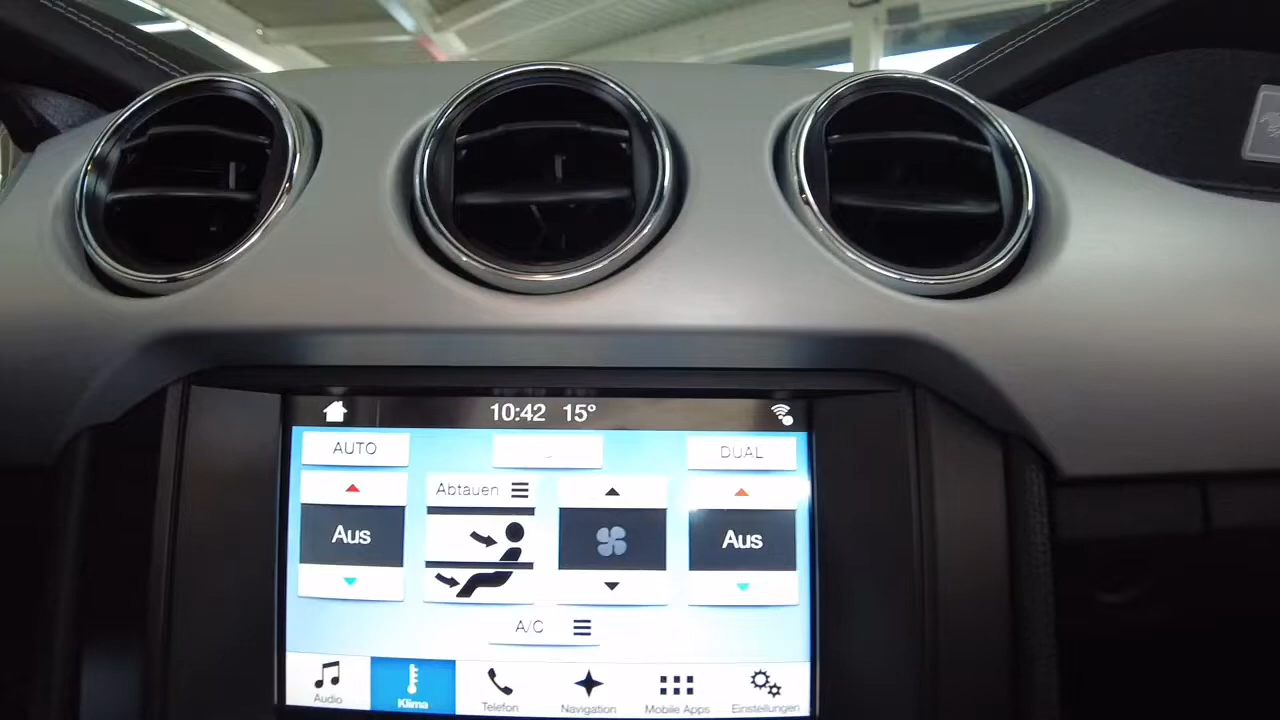 10:42 15°
AUTO
DUAL
Abtauen
Aus
Aus
A/C
Audio
Klima
Telefon
Navigation
Mobile Apps
Einstellungen